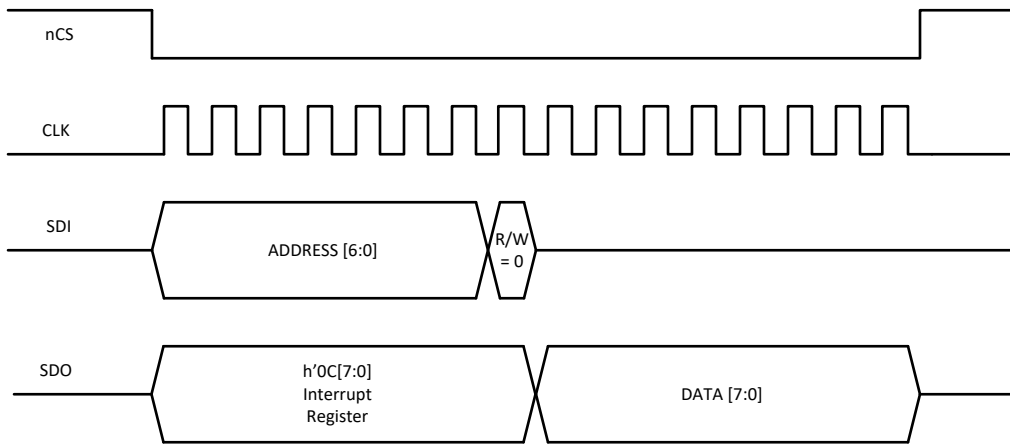 nCS
CLK
SDI
ADDRESS [6:0]
R/W
= 0
SDO
h’0C[7:0]
Interrupt
Register
DATA [7:0]